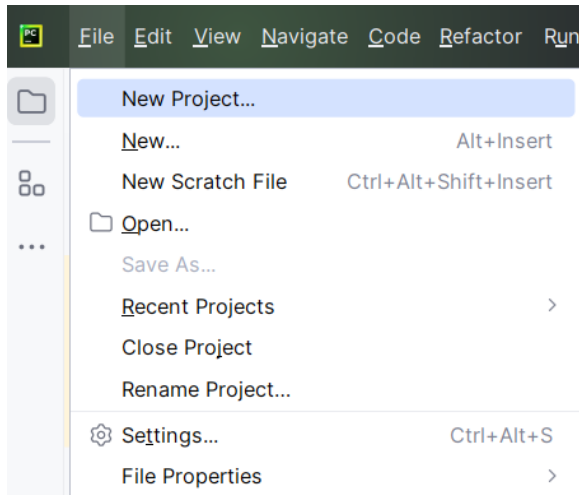 PC
File Edit View Navigate Code Refactor Run
New Project...
New... Alt+Insert
New Scratch File Ctrl+Alt+Shift+Insert
Open...
Save As...
Recent Projects
Close Project
Rename Project...
Settings... Ctrl+Alt+S
File Properties